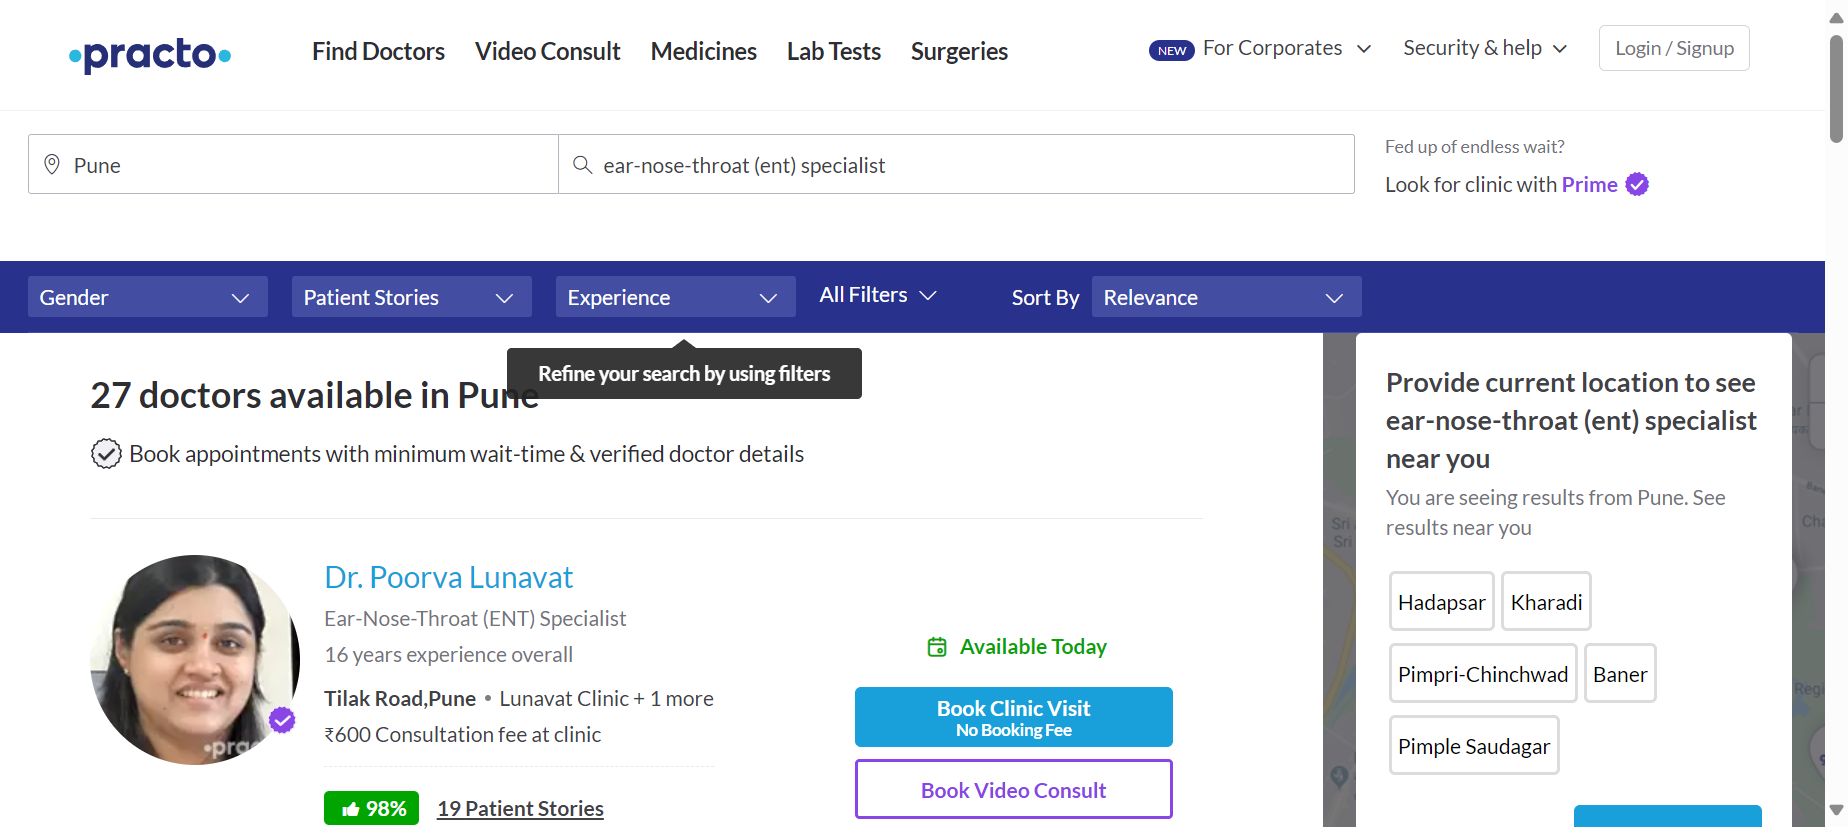 practo
Find Doctors
Video Consult
Medicines
Lab Tests
Surgeries
NEW For Corporates
Security & help
Login / Signup
Pune
ear-nose-throat (ent) specialist
Fed up of endless wait?
Look for clinic with Prime
Gender
Patient Stories
Experience
All Filters
Sort By
Relevance
Refine your search by using filters
27 doctors available in Pune
Book appointments with minimum wait-time & verified doctor details
Dr. Poorva Lunavat
Ear-Nose-Throat (ENT) Specialist
16 years experience overall
Tilak Road,Pune • Lunavat Clinic + 1 more
₹600 Consultation fee at clinic
98% 19 Patient Stories
Available Today
Book Clinic Visit
No Booking Fee
Book Video Consult
Provide current location to see
ear-nose-throat (ent) specialist
near you
You are seeing results from Pune. See
results near you
Hadapsar
Kharadi
Pimpri-Chinchwad
Baner
Pimple Saudagar
Sri
Sri